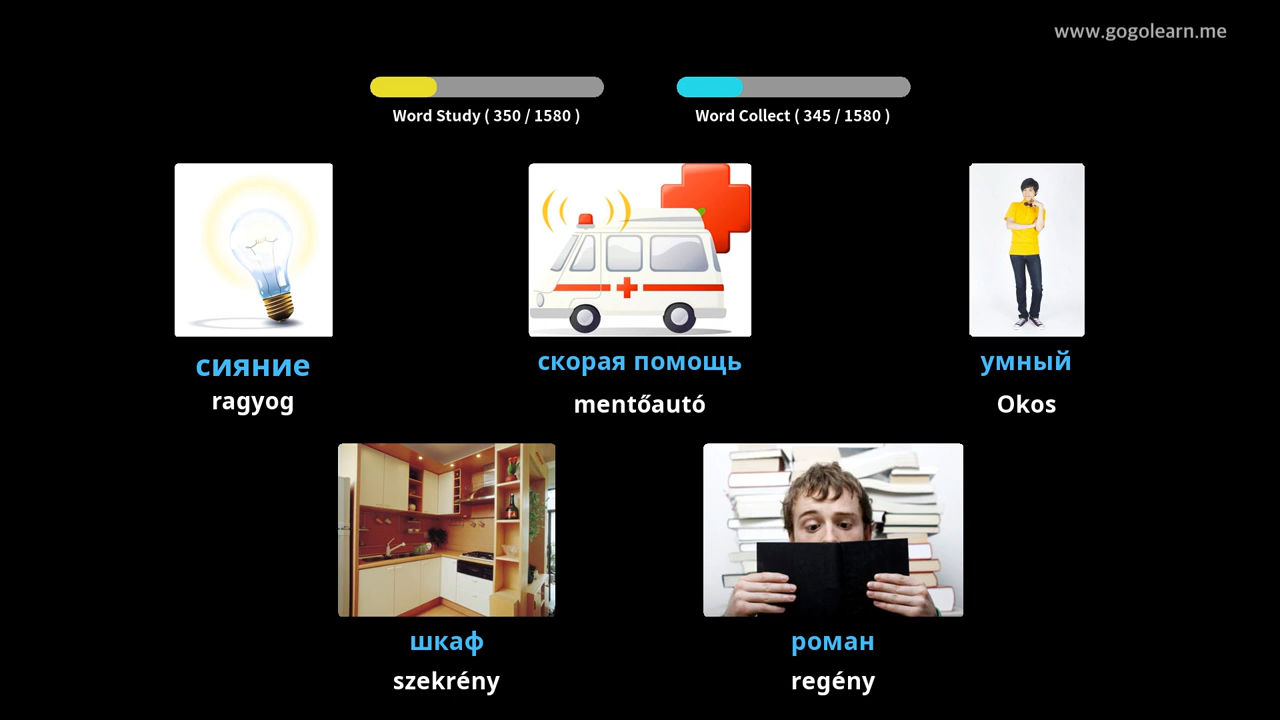 www.gogolearn.me
Word Study ( 350 / 1580 )
Word Collect ( 345 / 1580 )
сияние
ragyog
скорая помощь
mentőautó
умный
Okos
шкаф
szekrény
роман
regény